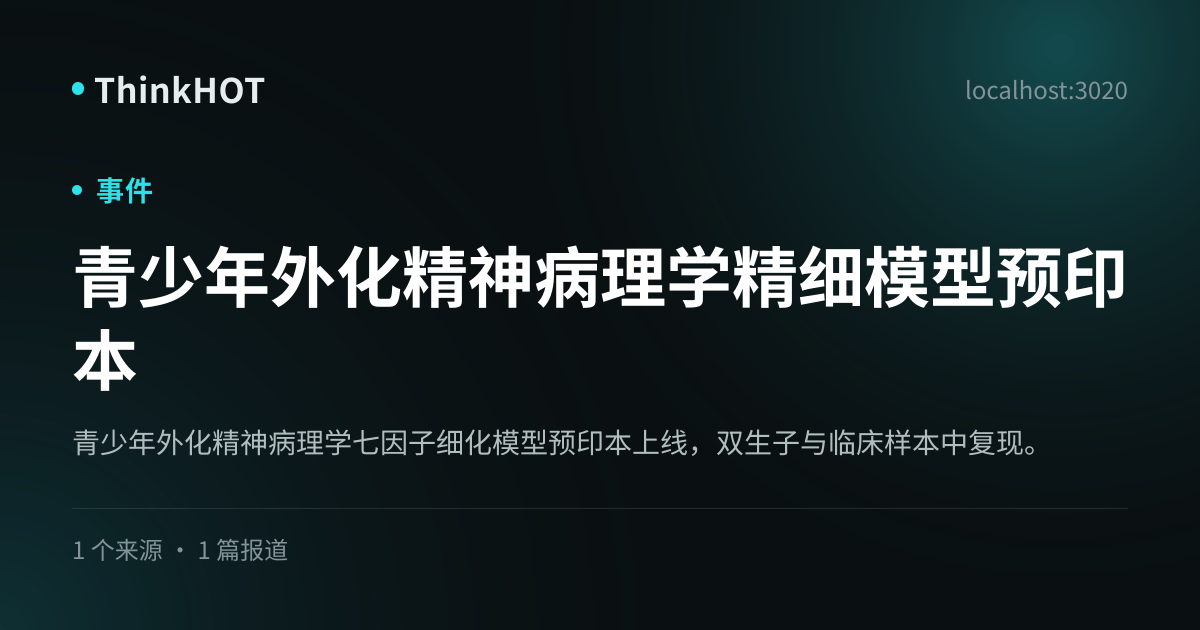 ThinkHOT
localhost:3020
事件
青少年外化精神病理学精细模型预印
本
青少年外化精神病理学七因子细化模型预印本上线，双生子与临床样本中复现。
1 个来源 · 1 篇报道